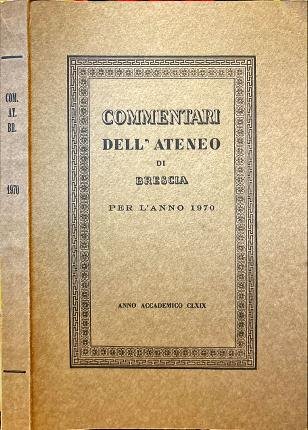 COM.
AT.
BR.
1970
COMMENTARI
DELL'ATENEO
DI
BRESCIA
PER L'ANNO 1970
ANNO ACCADEMICO CLXIX